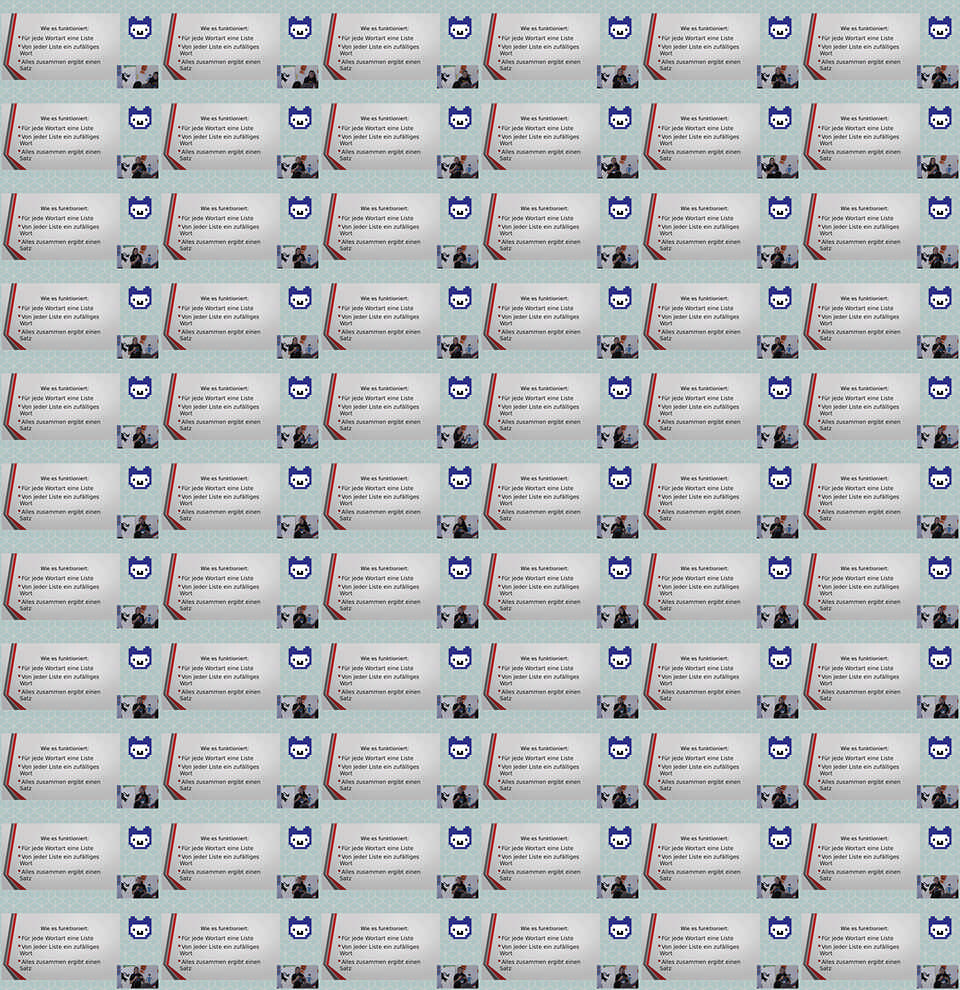 Wie es funktioniert:
Für jede Wortart eine Liste
Von jeder Liste ein zufälliges
Wort
Alles zusammen ergibt einen
Satz